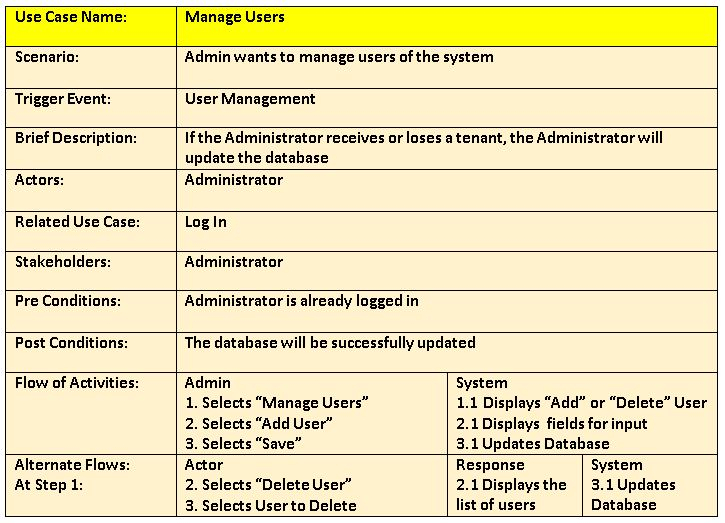 Use Case Name: Manage Users
Scenario: Admin wants to manage users of the system
Trigger Event: User Management
Brief Description: If the Administrator receives or loses a tenant, the Administrator will
update the database
Actors: Administrator
Related Use Case: Log In
Stakeholders: Administrator
Pre Conditions: Administrator is already logged in
Post Conditions: The database will be successfully updated
Flow of Activities: Admin System
1. Selects “Manage Users” 1.1 Displays “Add” or “Delete” User
2. Selects “Add User” 2.1 Displays fields for input
3. Selects “Save” 3.1 Updates Database
Alternate Flows: Actor Response System
At Step 1: 2. Selects “Delete User” 2.1 Displays the 3.1 Updates
3. Selects User to Delete list of users Database